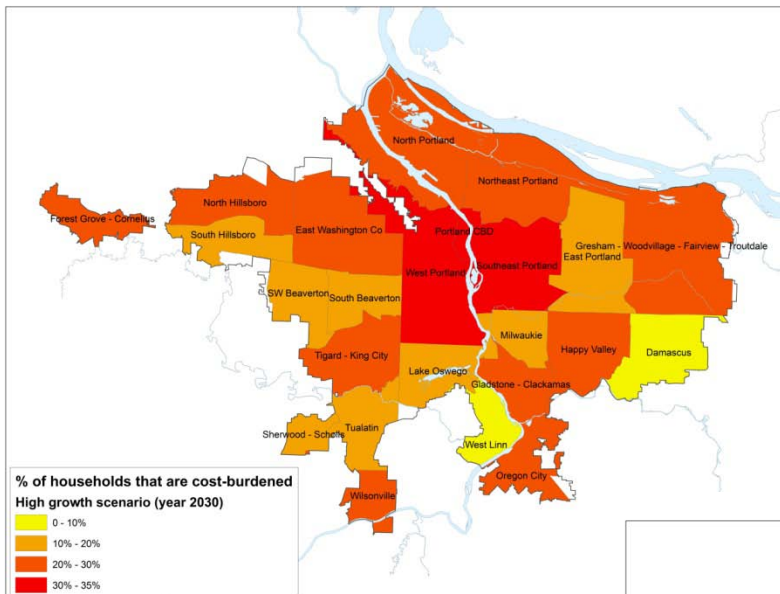 North Portland
Northeast Portland
North Hillsboro
Forest Grove - Cornelius
East Washington Co
Portland CBD
South Hillsboro
Gresham - Woodvillage - Fairview - Troutdale
East Portland
West Portland
Southeast Portland
SW Beaverton
South Beaverton
Milwaukie
Happy Valley
Damascus
Tigard - King City
Lake Oswego
Gladstone - Clackamas
Sherwood - Scholls
Tualatin
West Linn
Oregon City
Wilsonville
% of households that are cost-burdened
High growth scenario (year 2030)
0 - 10%
10% - 20%
20% - 30%
30% - 35%